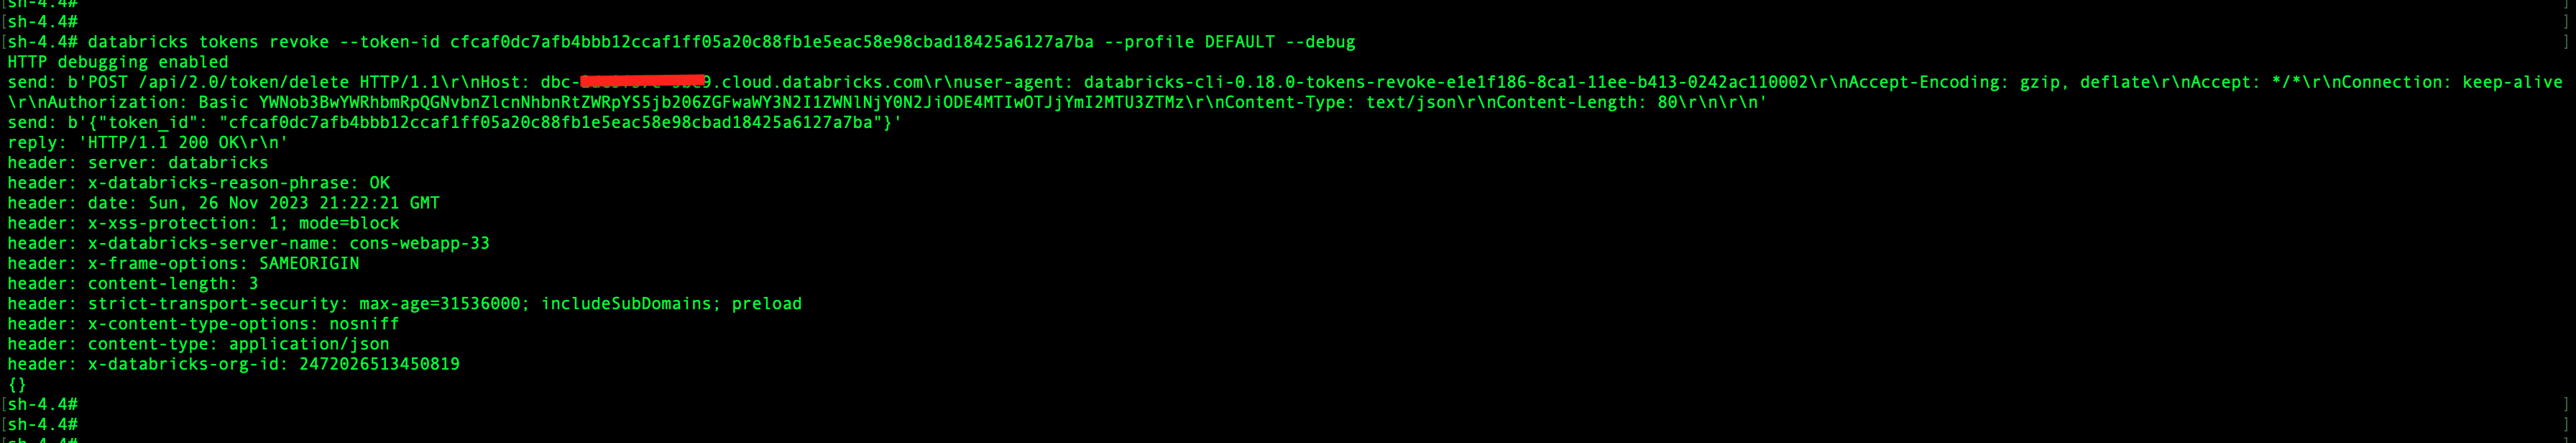 [sh-4.4#
[sh-4.4#
[sh-4.4# databricks tokens revoke --token-id cfcaf0dc7afb4bbb12ccaf1ff05a20c88fb1e5eac58e98cbad18425a6127a7ba --profile DEFAULT --debug
HTTP debugging enabled
send: b'POST /api/2.0/token/delete HTTP/1.1\r\nHost: dbc- 9.cloud.databricks.com\r\nuser-agent: databricks-cli-0.18.0-tokens-revoke-e1e1f186-8ca1-11ee-b413-0242ac110002\r\nAccept-Encoding: gzip, deflate\r\nAccept: */*\r\nConnection: keep-alive
\r\nAuthorization: Basic YWNob3BwYWRhbmRpQGNvbnZlcnNhbnRtZWRpYS5jb206ZGFwaWY3N2I1ZWNlNjY0N2JiODE4MTIwOTJjYmI2MTU3ZTMz\r\nContent-Type: text/json\r\nContent-Length: 80\r\n\r\n'
send: b'{"token_id": "cfcaf0dc7afb4bbb12ccaf1ff05a20c88fb1e5eac58e98cbad18425a6127a7ba"}'
reply: 'HTTP/1.1 200 OK\r\n'
header: server: databricks
header: x-databricks-reason-phrase: OK
header: date: Sun, 26 Nov 2023 21:22:21 GMT
header: x-xss-protection: 1; mode=block
header: x-databricks-server-name: cons-webapp-33
header: x-frame-options: SAMEORIGIN
header: content-length: 3
header: strict-transport-security: max-age=31536000; includeSubDomains; preload
header: x-content-type-options: nosniff
header: content-type: application/json
header: x-databricks-org-id: 2472026513450819
{}
[sh-4.4#
[sh-4.4#
[sh-4.4#